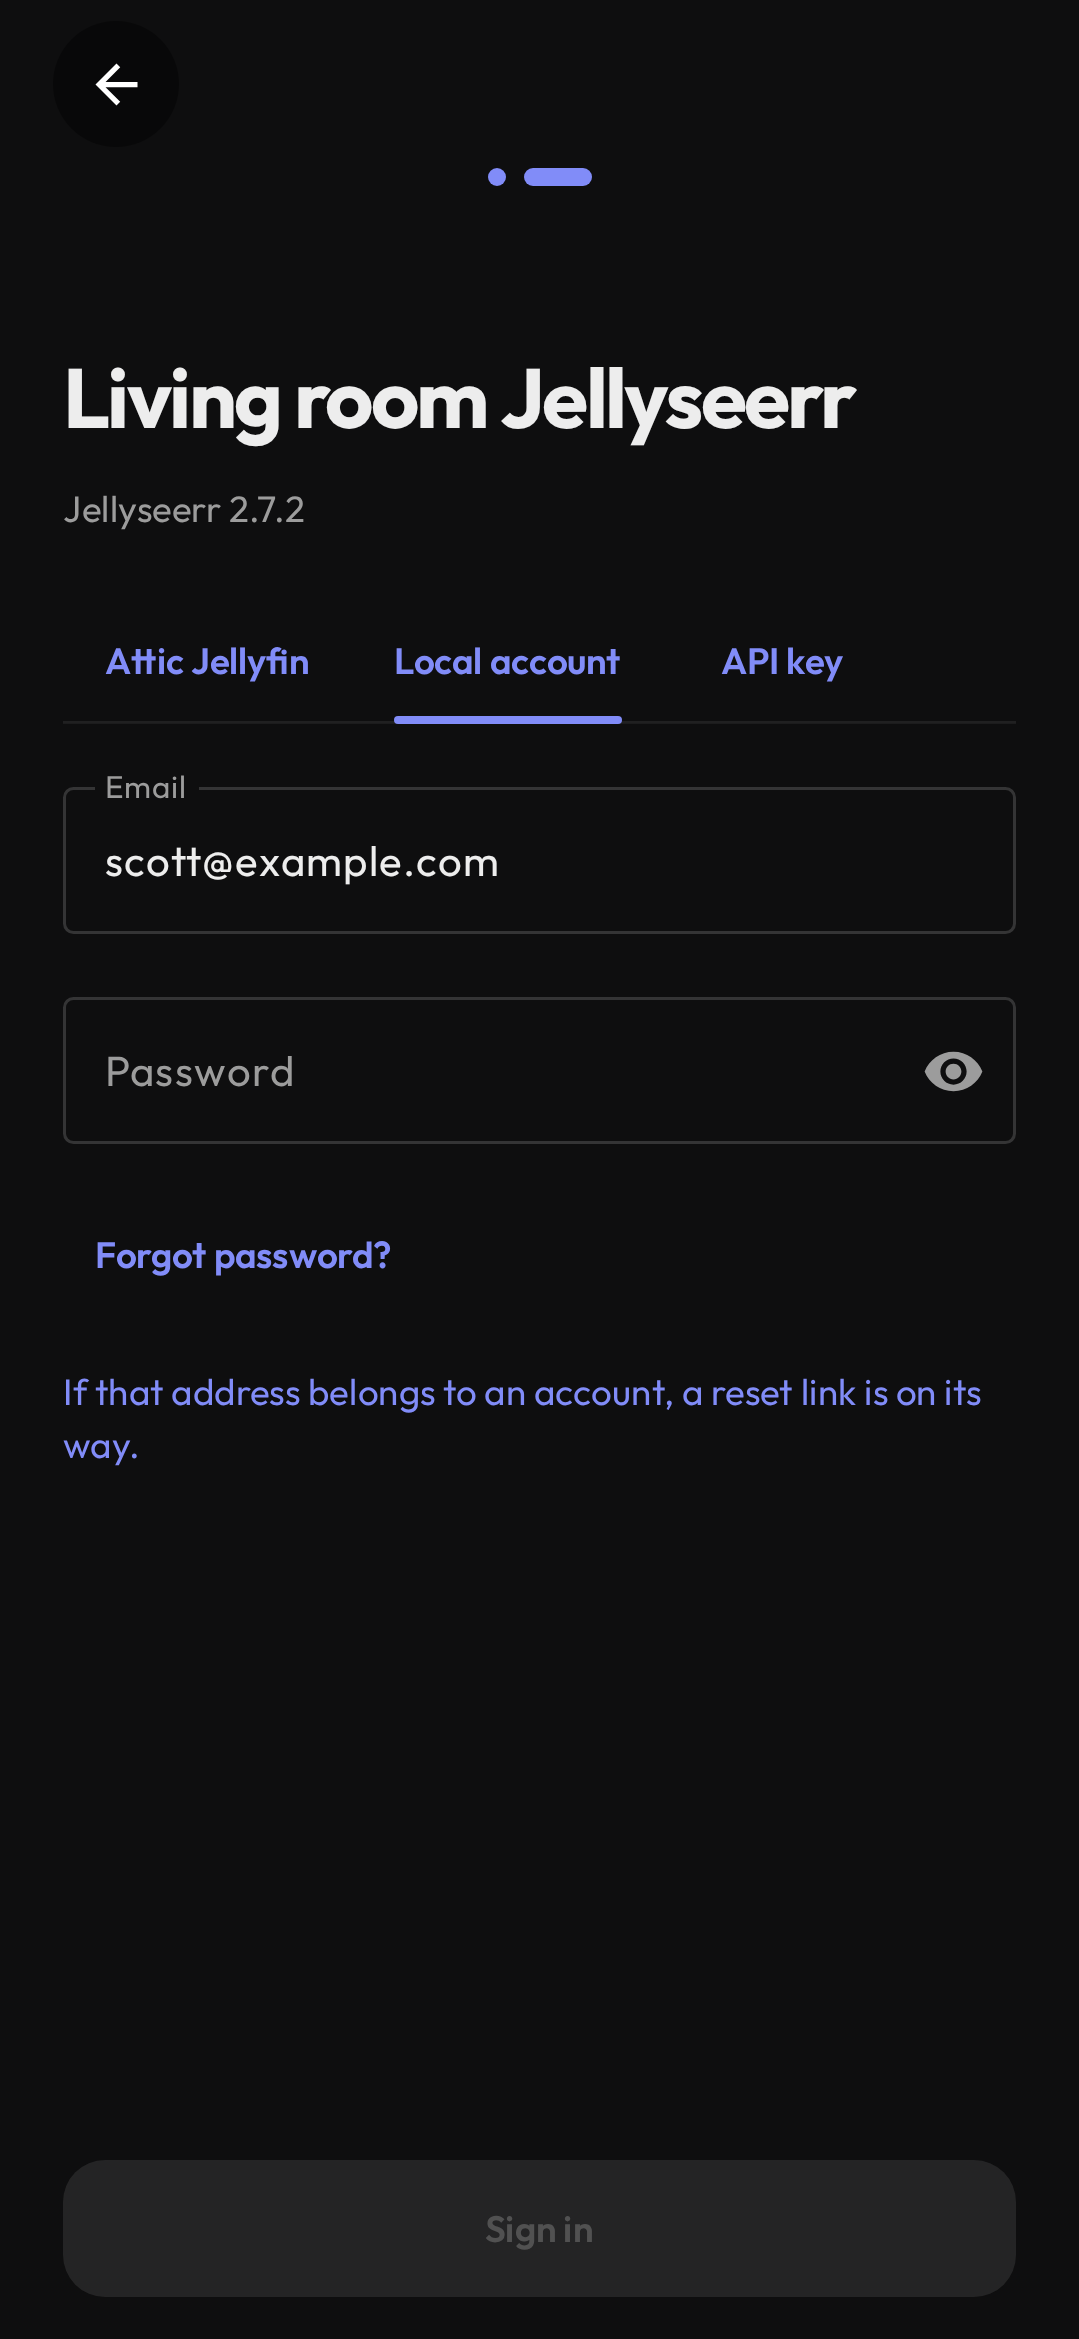 Living room Jellyseerr
Jellyseerr 2.7.2
Attic Jellyfin
Local account
API key
Email
scott@example.com
Password
Forgot password?
If that address belongs to an account, a reset link is on its
way.
Sign in